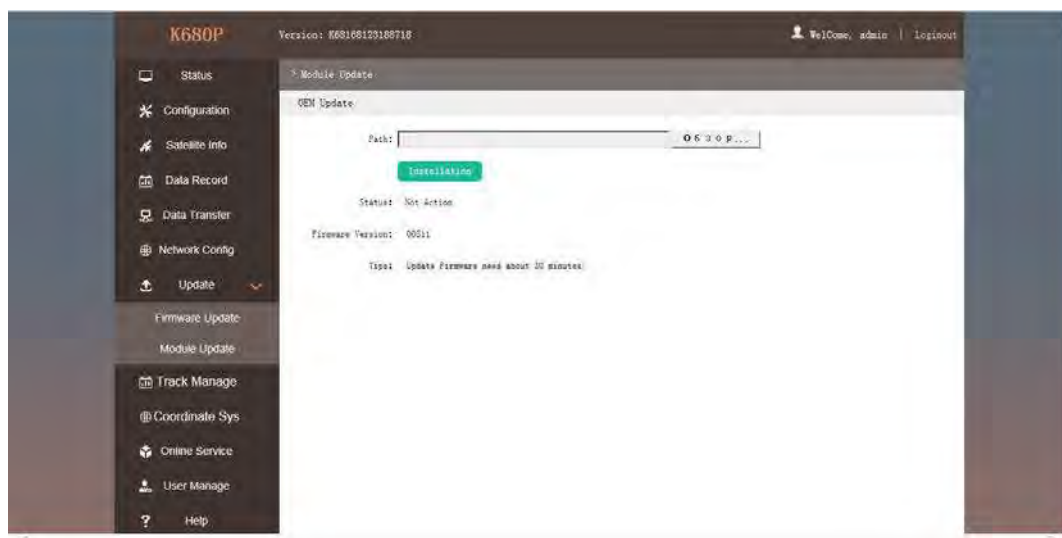 K680P
Version: K68168123188718
WelCome, admin | Loginout
Status
Configuration
Satellite Info
Data Record
Data Transfer
Network Config
Update
Firmware Update
Module Update
Track Manage
Coordinate Sys
Online Service
User Manage
Help
> Module Update
OEM Update
Path:
Installation
Status: Not Action
Firmware Version: 00511
Tips: Update Firmware need about 20 minutes